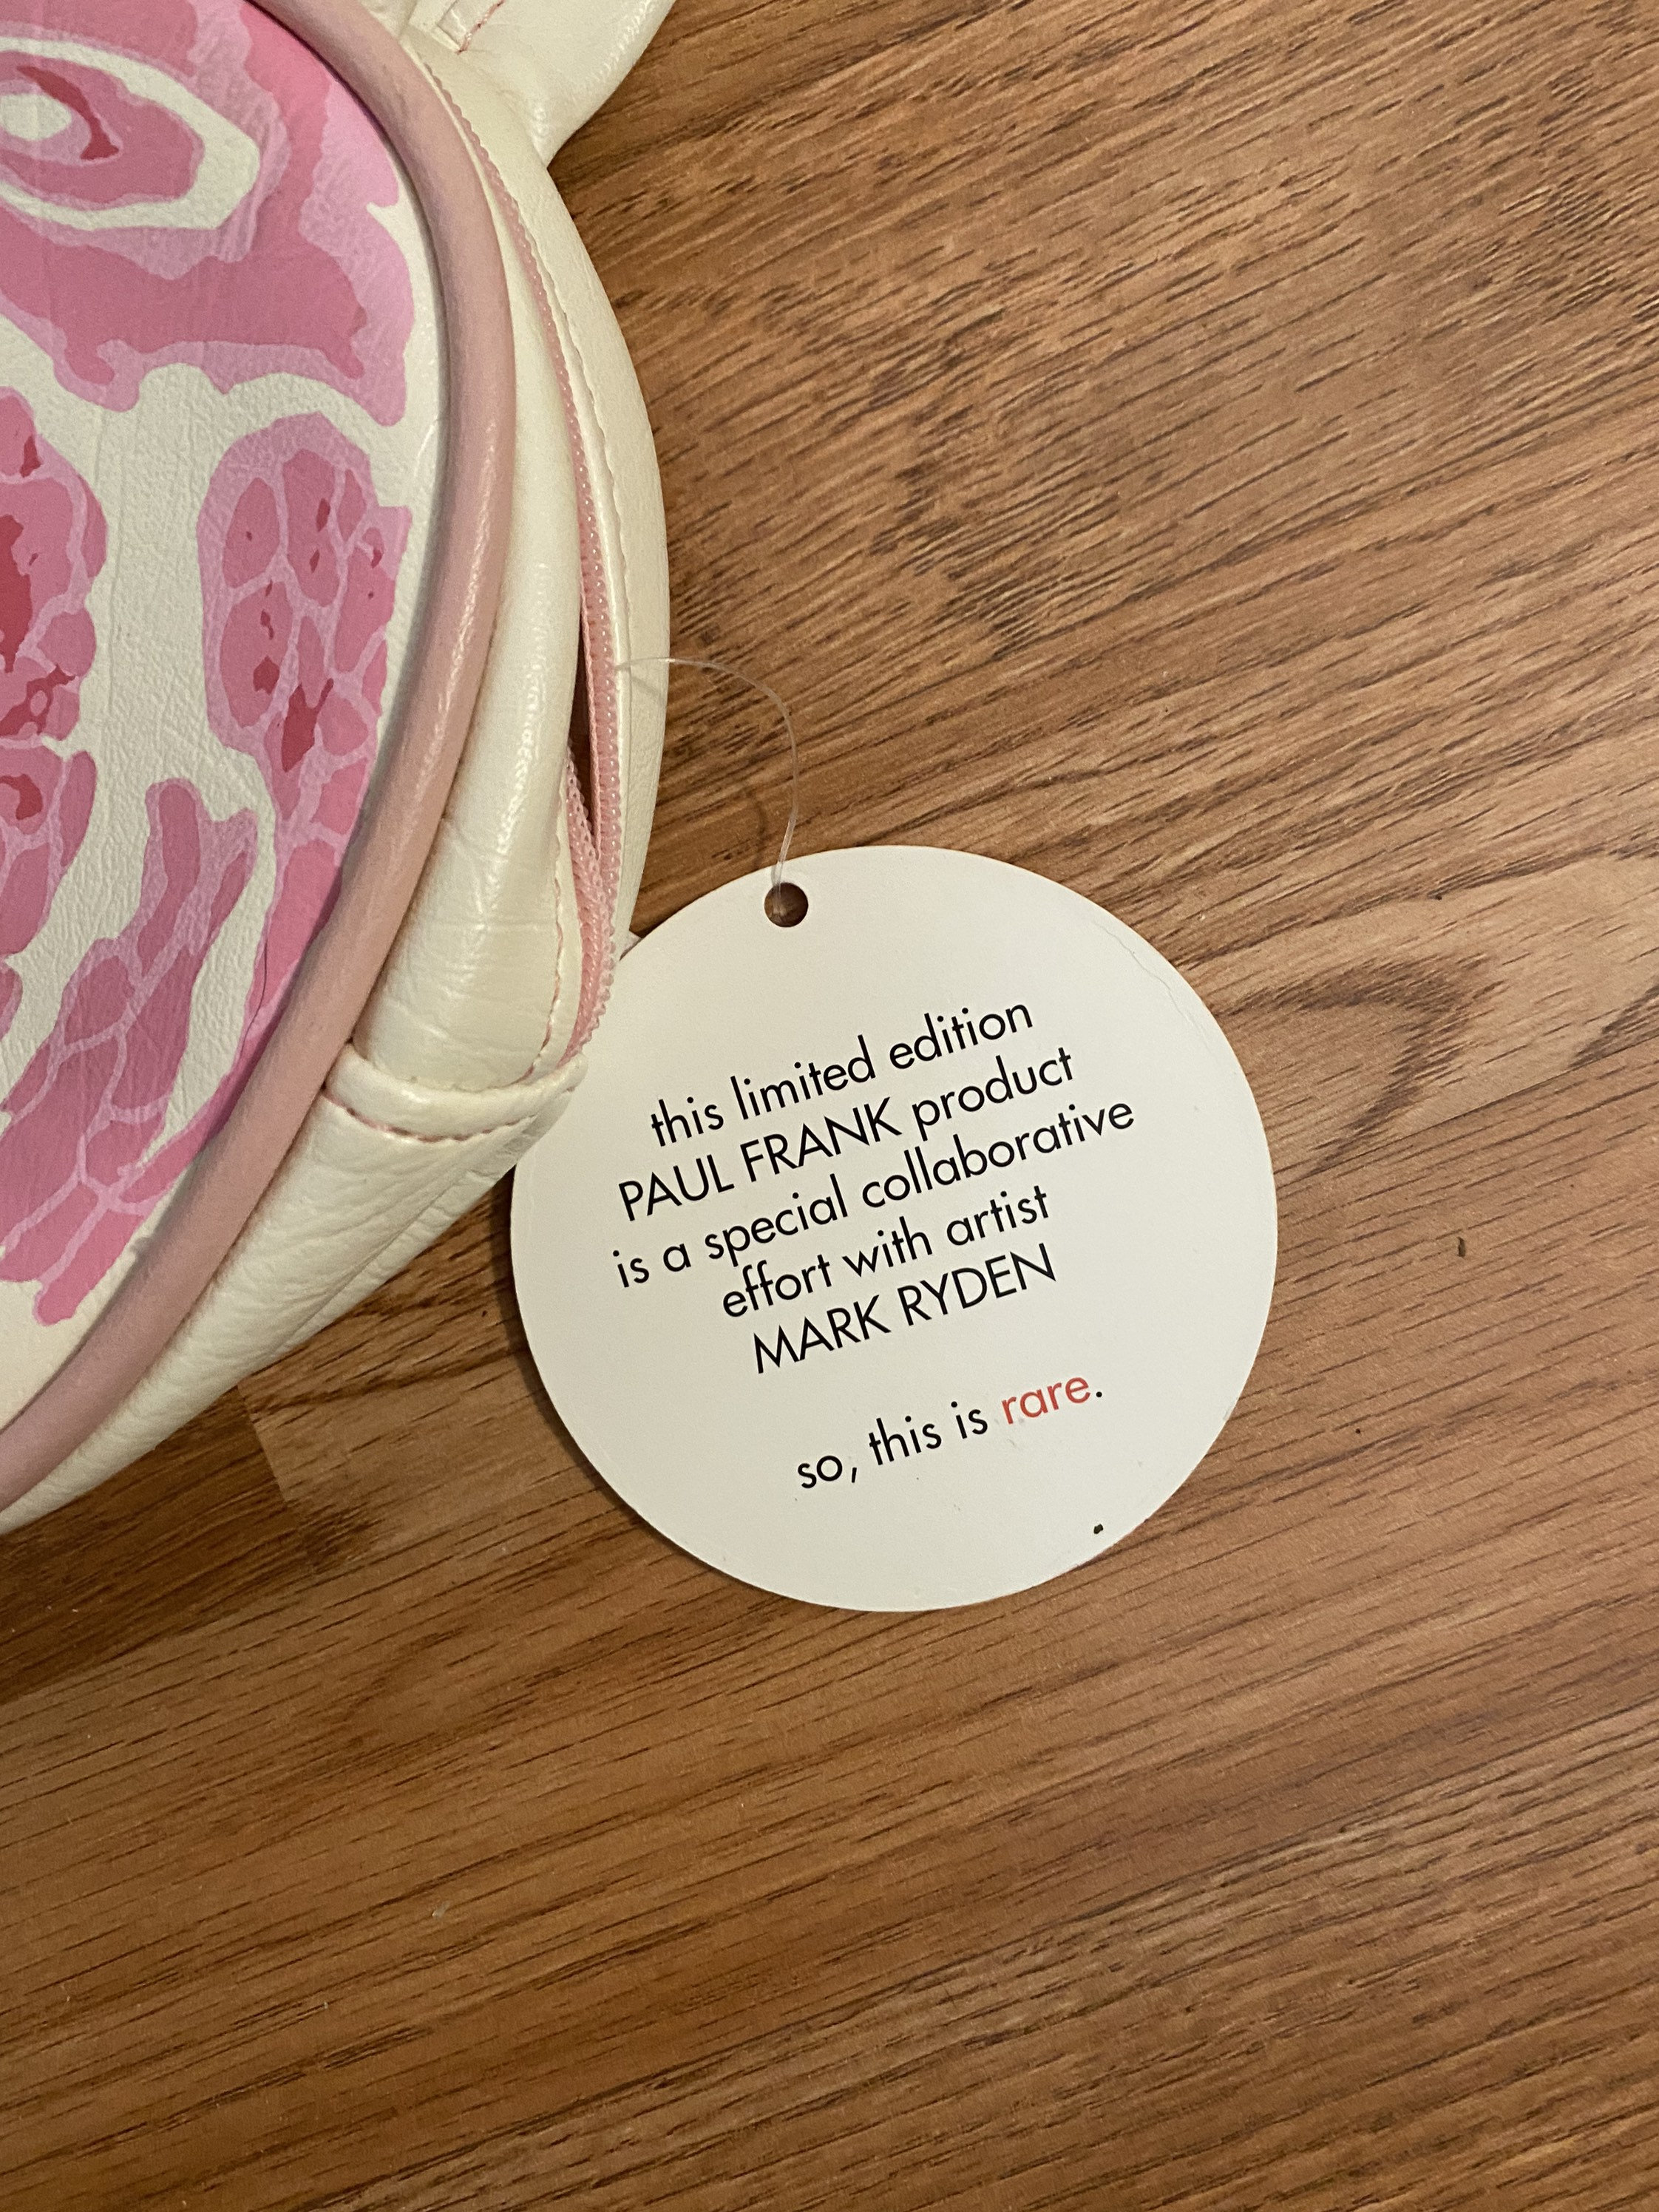 this limited edition
PAUL FRANK product
is a special collaborative
effort with artist
MARK RYDEN
so, this is rare.